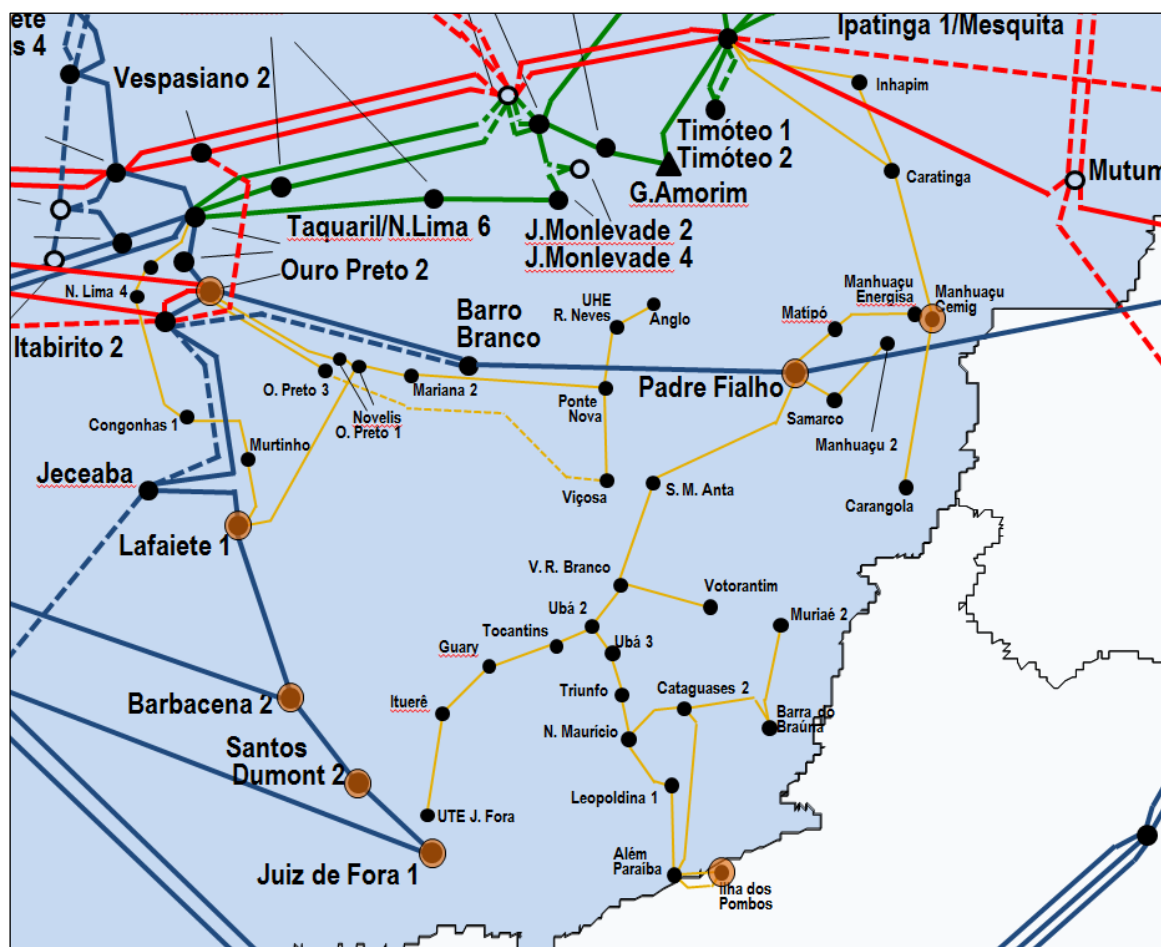 ete
s 4
Ipatinga 1/Mesquita
Vespasiano 2
Inhapim
Timóteo 1
Timóteo 2
G.Amorim
Caratinga
Mutum
Taquaril/N.Lima 6
J.Monlevade 2
J.Monlevade 4
Ouro Preto 2
N. Lima 4
Itabirito 2
Barro
Branco
UHE
R. Neves
Anglo
Matipó
Manhuaçu
Energisa
Manhuaçu
Cemig
O. Preto 3
Novelis
O. Preto 1
Mariana 2
Ponte
Nova
Padre Fialho
Samarco
Manhuaçu 2
Congonhas 1
Murtinho
Jeceaba
Viçosa
S. M. Anta
Carangola
Lafaiete 1
V. R. Branco
Votorantim
Ubá 2
Muriaé 2
Tocantins
Guary
Ubá 3
Ituerê
Triunfo
Cataguases 2
Barbacena 2
N. Maurício
Barra do
Braúna
Santos
Dumont 2
Leopoldina 1
UTE J. Fora
Juiz de Fora 1
Além
Paraíba
Ilha dos
Pombos